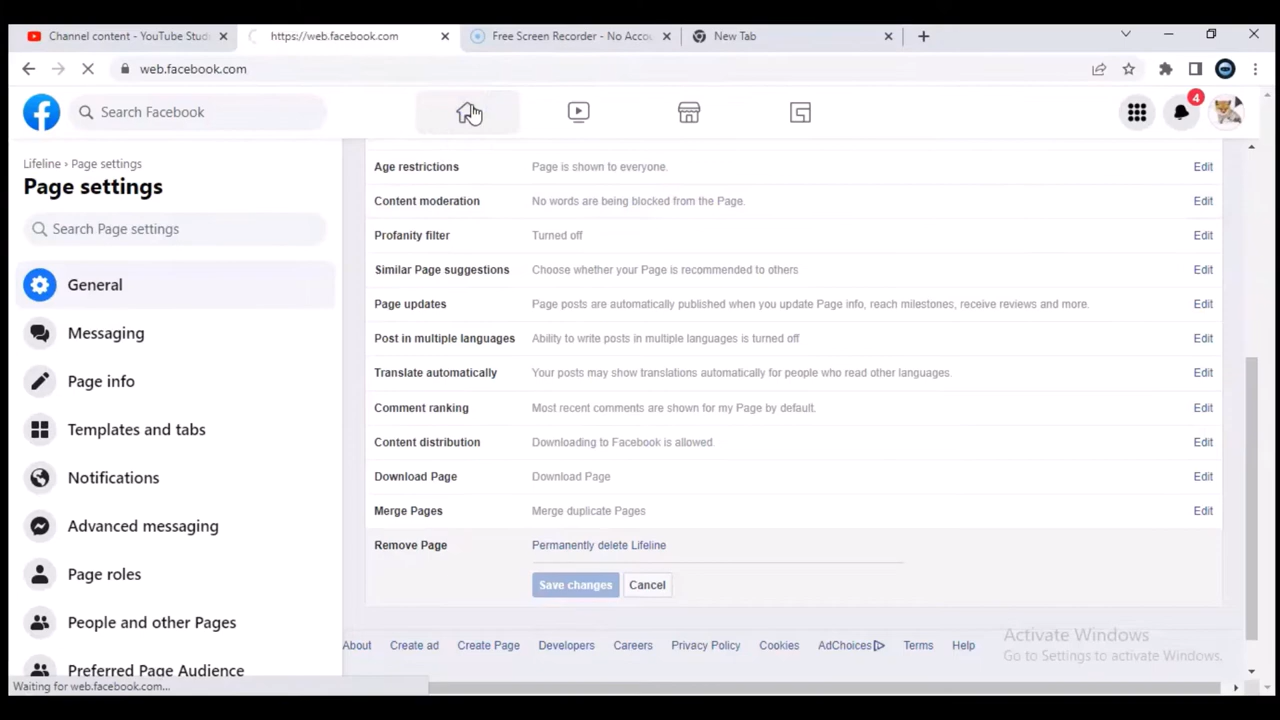 Channel content - YouTube Stud
https://web.facebook.com
Free Screen Recorder - No Accou
New Tab
web.facebook.com
Search Facebook
4
Lifeline › Page settings
Page settings
Search Page settings
General
Messaging
Page info
Templates and tabs
Notifications
Advanced messaging
Page roles
People and other Pages
Preferred Page Audience
Age restrictions Page is shown to everyone. Edit
Content moderation No words are being blocked from the Page. Edit
Profanity filter Turned off Edit
Similar Page suggestions Choose whether your Page is recommended to others Edit
Page updates Page posts are automatically published when you update Page info, reach milestones, receive reviews and more. Edit
Post in multiple languages Ability to write posts in multiple languages is turned off Edit
Translate automatically Your posts may show translations automatically for people who read other languages. Edit
Comment ranking Most recent comments are shown for my Page by default. Edit
Content distribution Downloading to Facebook is allowed. Edit
Download Page Download Page Edit
Merge Pages Merge duplicate Pages Edit
Remove Page Permanently delete Lifeline
Save changes Cancel
About Create ad Create Page Developers Careers Privacy Policy Cookies AdChoices Terms Help
Activate Windows
Go to Settings to activate Windows.
Waiting for web.facebook.com...